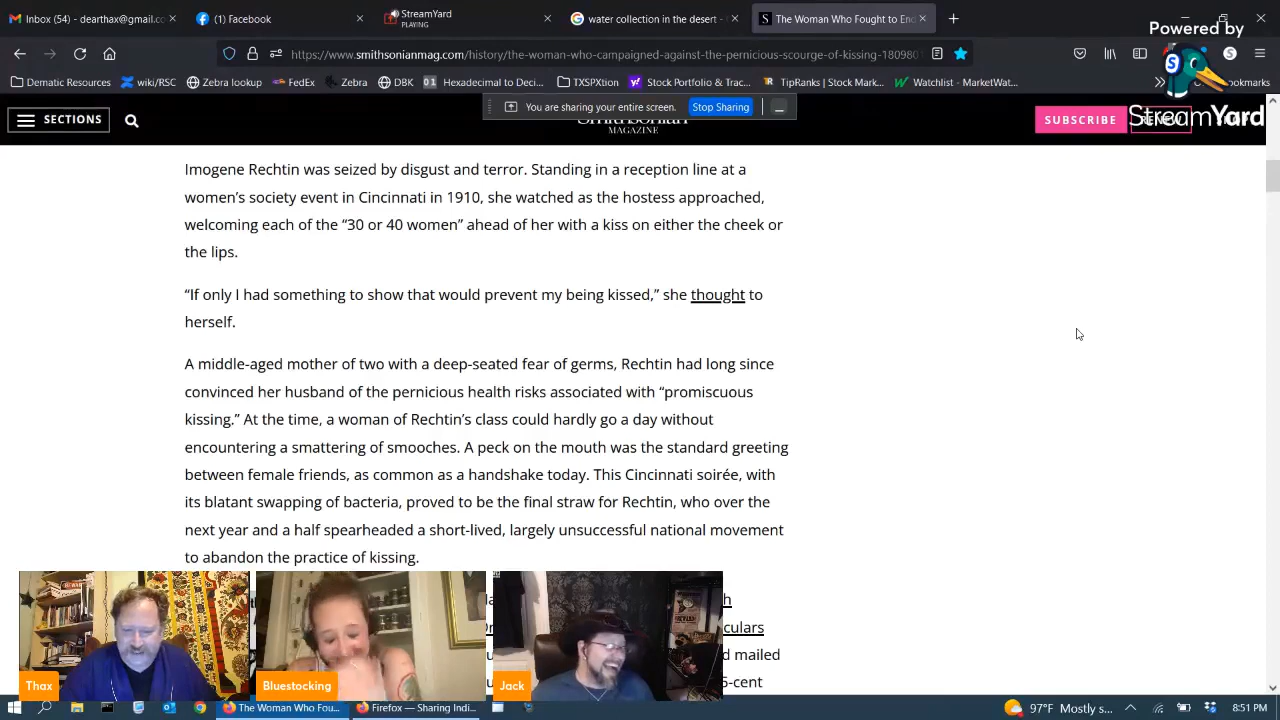 Inbox (5) - dearthax@gmail.co
Facebook
StreamYard
PLAYING
water collection in the desert -
The Woman Who Fought to End
Powered by
https://www.smithsonianmag.com/history/the-woman-who-campaigned-against-the-pernicious-scourge-of-kissing-180980
Dematic Resources
wiki/RSC
Zebra lookup
FedEx
Zebra
DBK
Hexadecimal to Deci...
TXSPXtion
Stock Portfolio & Trac...
TipRanks | Stock Mark...
Watchlist - MarketWat...
okmarks
You are sharing your entire screen.
Stop Sharing
StreamYard
SECTIONS
Smithsonian
MAGAZINE
SUBSCRIBE
RENEW
Imogene Rechtin was seized by disgust and terror. Standing in a reception line at a
women’s society event in Cincinnati in 1910, she watched as the hostess approached,
welcoming each of the “30 or 40 women” ahead of her with a kiss on either the cheek or
the lips.
“If only I had something to show that would prevent my being kissed,” she thought to
herself.
A middle-aged mother of two with a deep-seated fear of germs, Rechtin had long since
convinced her husband of the pernicious health risks associated with “promiscuous
kissing.” At the time, a woman of Rechtin’s class could hardly go a day without
encountering a smattering of smooches. A peck on the mouth was the standard greeting
between female friends, as common as a handshake today. This Cincinnati soirée, with
its blatant swapping of bacteria, proved to be the final straw for Rechtin, who over the
next year and a half spearheaded a short-lived, largely unsuccessful national movement
to abandon the practice of kissing.
culars
d mailed
-cent
Thax
Bluestocking
Jack
The Woman Who Fou...
Firefox — Sharing Indi...
97°F Mostly s...
8:51 PM